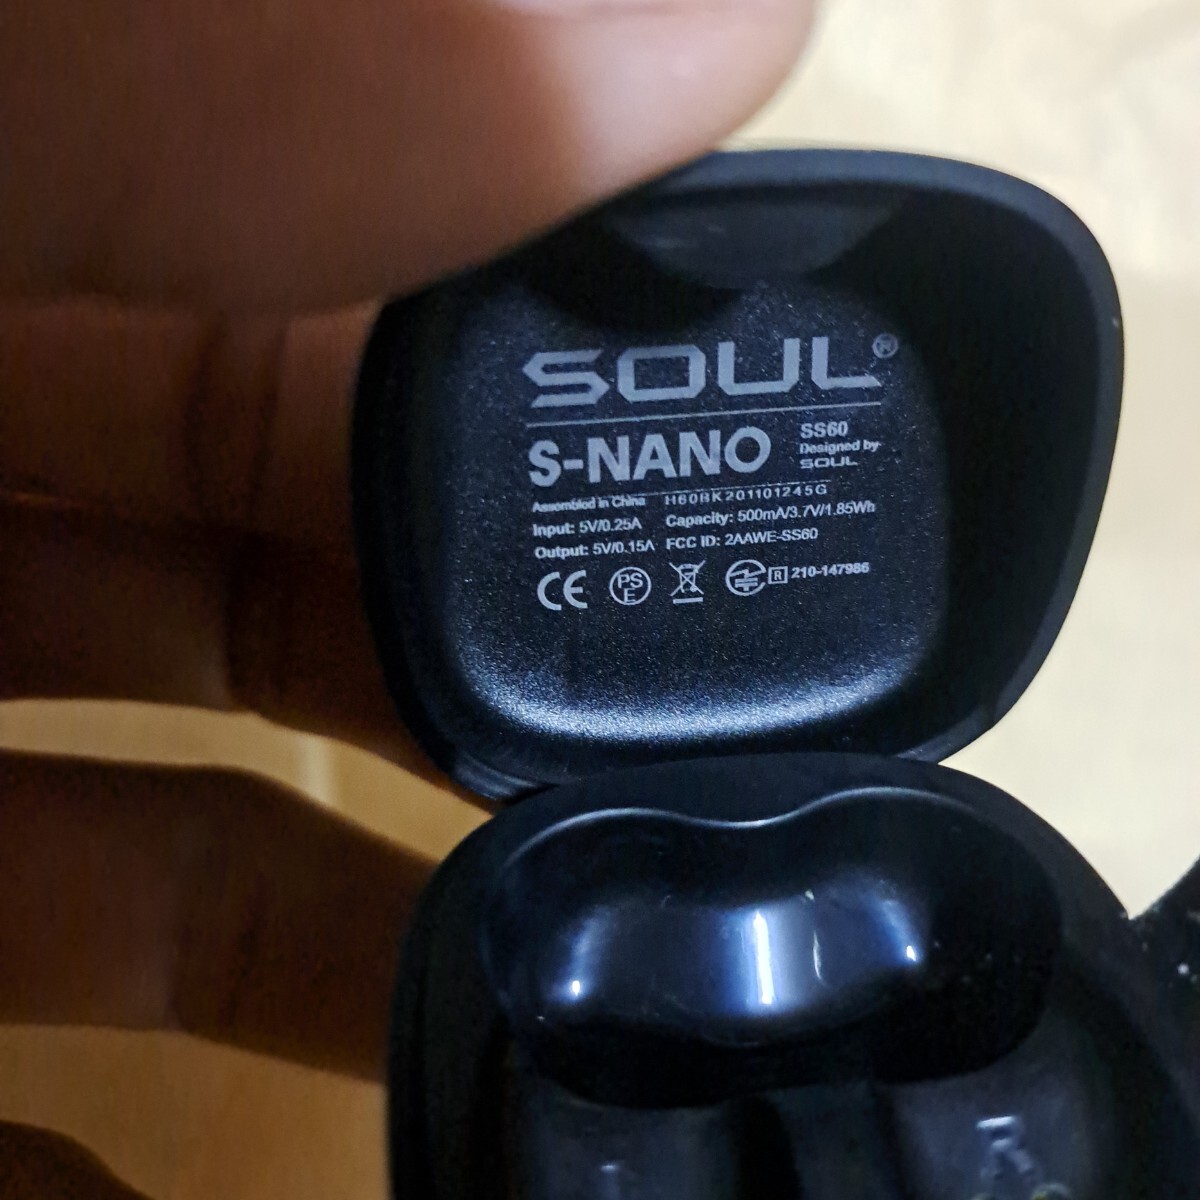 SOUL®
S-NANO SS60
Designed by
SOUL
Assembled in China H60BK201101245G
Input: 5V/0.25A Capacity: 500mA/3.7V/1.85Wh
Output: 5V/0.15A FCC ID: 2AAWE-SS60
CE PSE R 210-147986
R